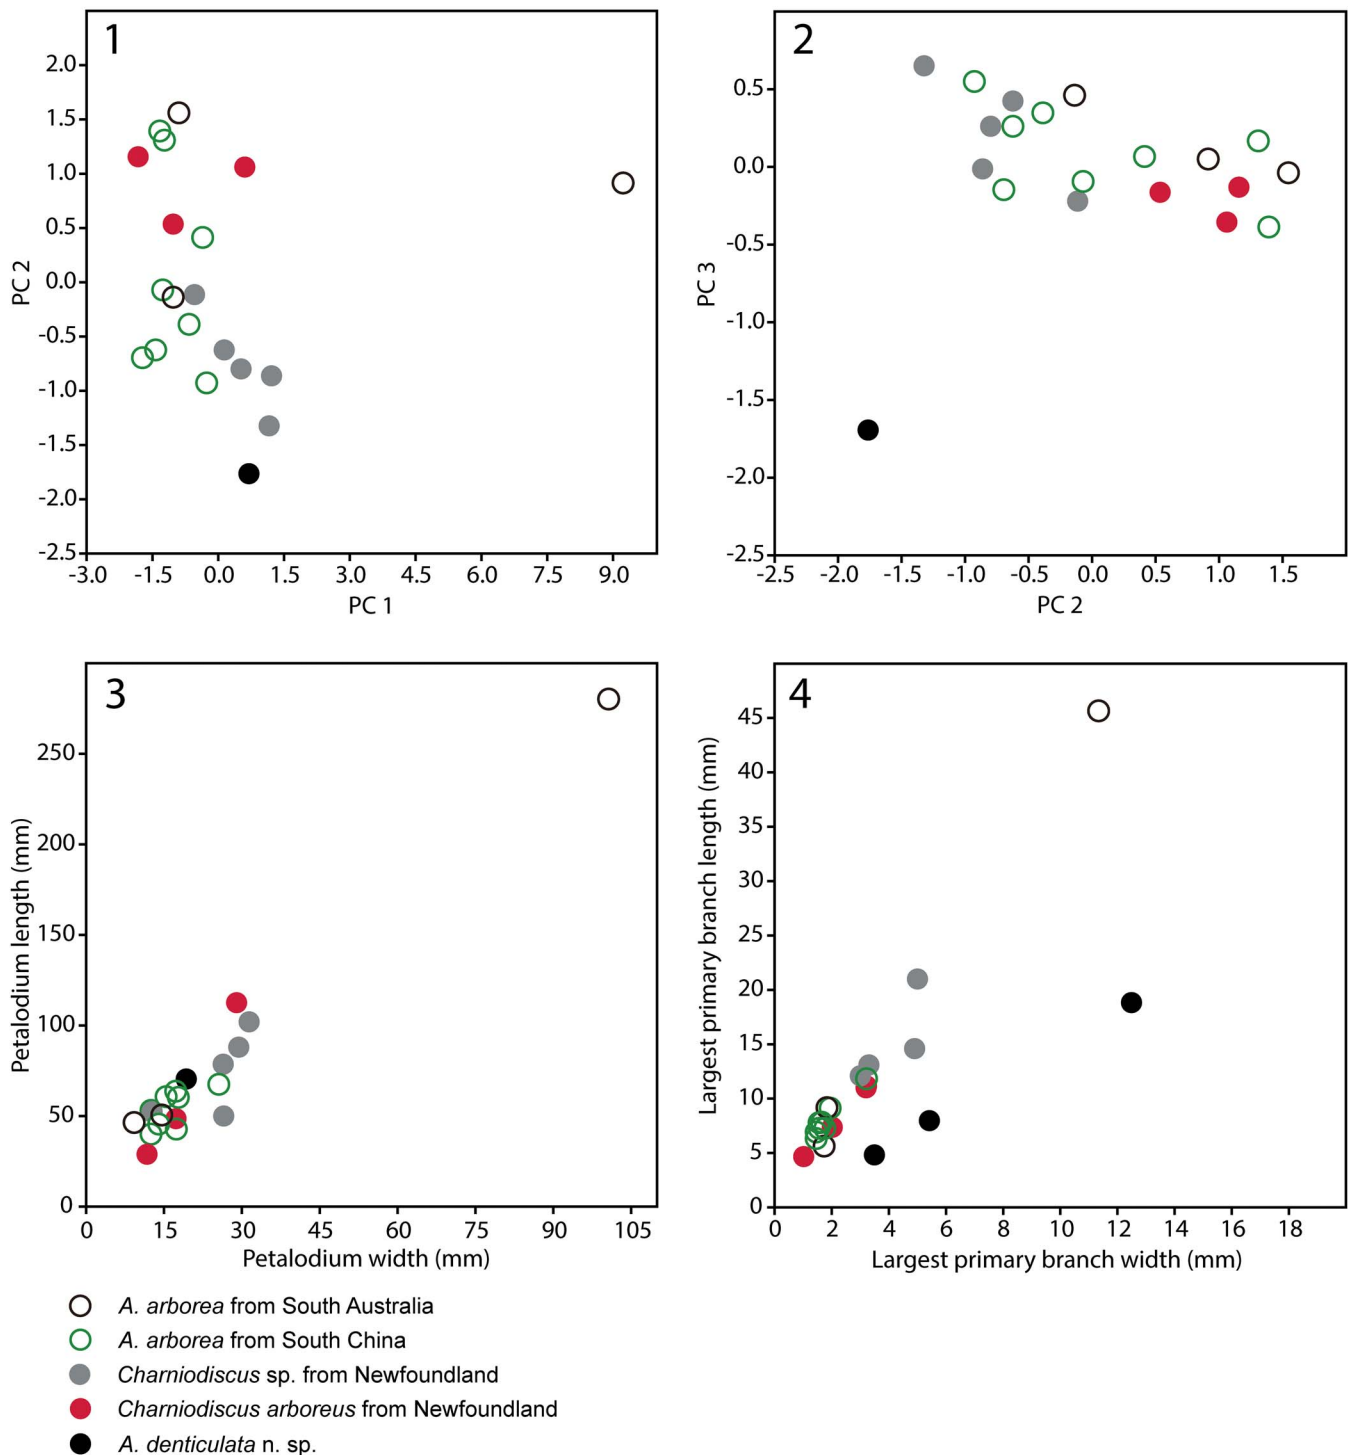 1
2.0
1.5
1.0
0.5
0.0
-0.5
-1.0
-1.5
-2.0
-2.5
PC 2
-3.0 -1.5 0.0 1.5 3.0 4.5 6.0 7.5 9.0
PC 1
2
0.5
0.0
-0.5
-1.0
-1.5
-2.0
-2.5
PC 3
-2.5 -2.0 -1.5 -1.0 -0.5 0.0 0.5 1.0 1.5
PC 2
3
250
200
150
100
50
0
Petalodium length (mm)
0 15 30 45 60 75 90 105
Petalodium width (mm)
4
45
40
35
30
25
20
15
10
5
0
Largest primary branch length (mm)
0 2 4 6 8 10 12 14 16 18
Largest primary branch width (mm)
A. arborea from South Australia
A. arborea from South China
Charniodiscus sp. from Newfoundland
Charniodiscus arboreus from Newfoundland
A. denticulata n. sp.